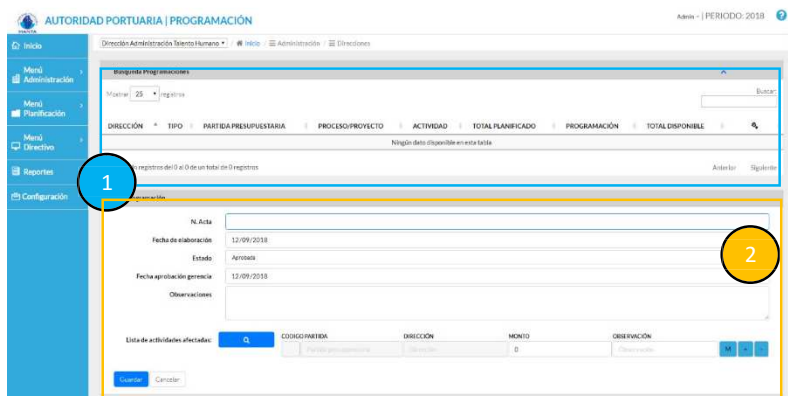 AUTORIDAD PORTUARIA | PROGRAMACIÓN
Admin - | PERIODO: 2018
Inicio
Dirección Administración Talento Humano / Inicio / Administración / Direcciones
Menú
Administración
Menú
Planificación
Menú
Directivo
Reportes
Configuración
Busqueda Programaciones
Mostrar 25 registros
Buscar:
DIRECCIÓN TIPO PARTIDA PRESUPUESTARIA PROCESO/PROYECTO ACTIVIDAD TOTAL PLANIFICADO PROGRAMACIÓN TOTAL DISPONIBLE
Ningún dato disponible en esta tabla
registros del 0 al 0 de un total de 0 registros
Anterior Siguiente
1
N. Acta
Fecha de elaboración 12/09/2018
Estado Aprobada
2
Fecha aprobación gerencia 12/09/2018
Observaciones
Lista de actividades afectadas:
CODIGO PARTIDA DIRECCIÓN MONTO OBSERVACIÓN
Partida presupuestaria Dirección 0 Observación M + -
Guardar Cancelar